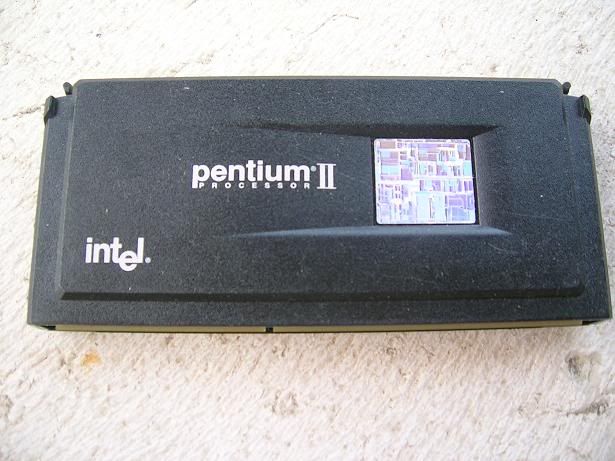 pentium® II
PROCESSOR
intel®